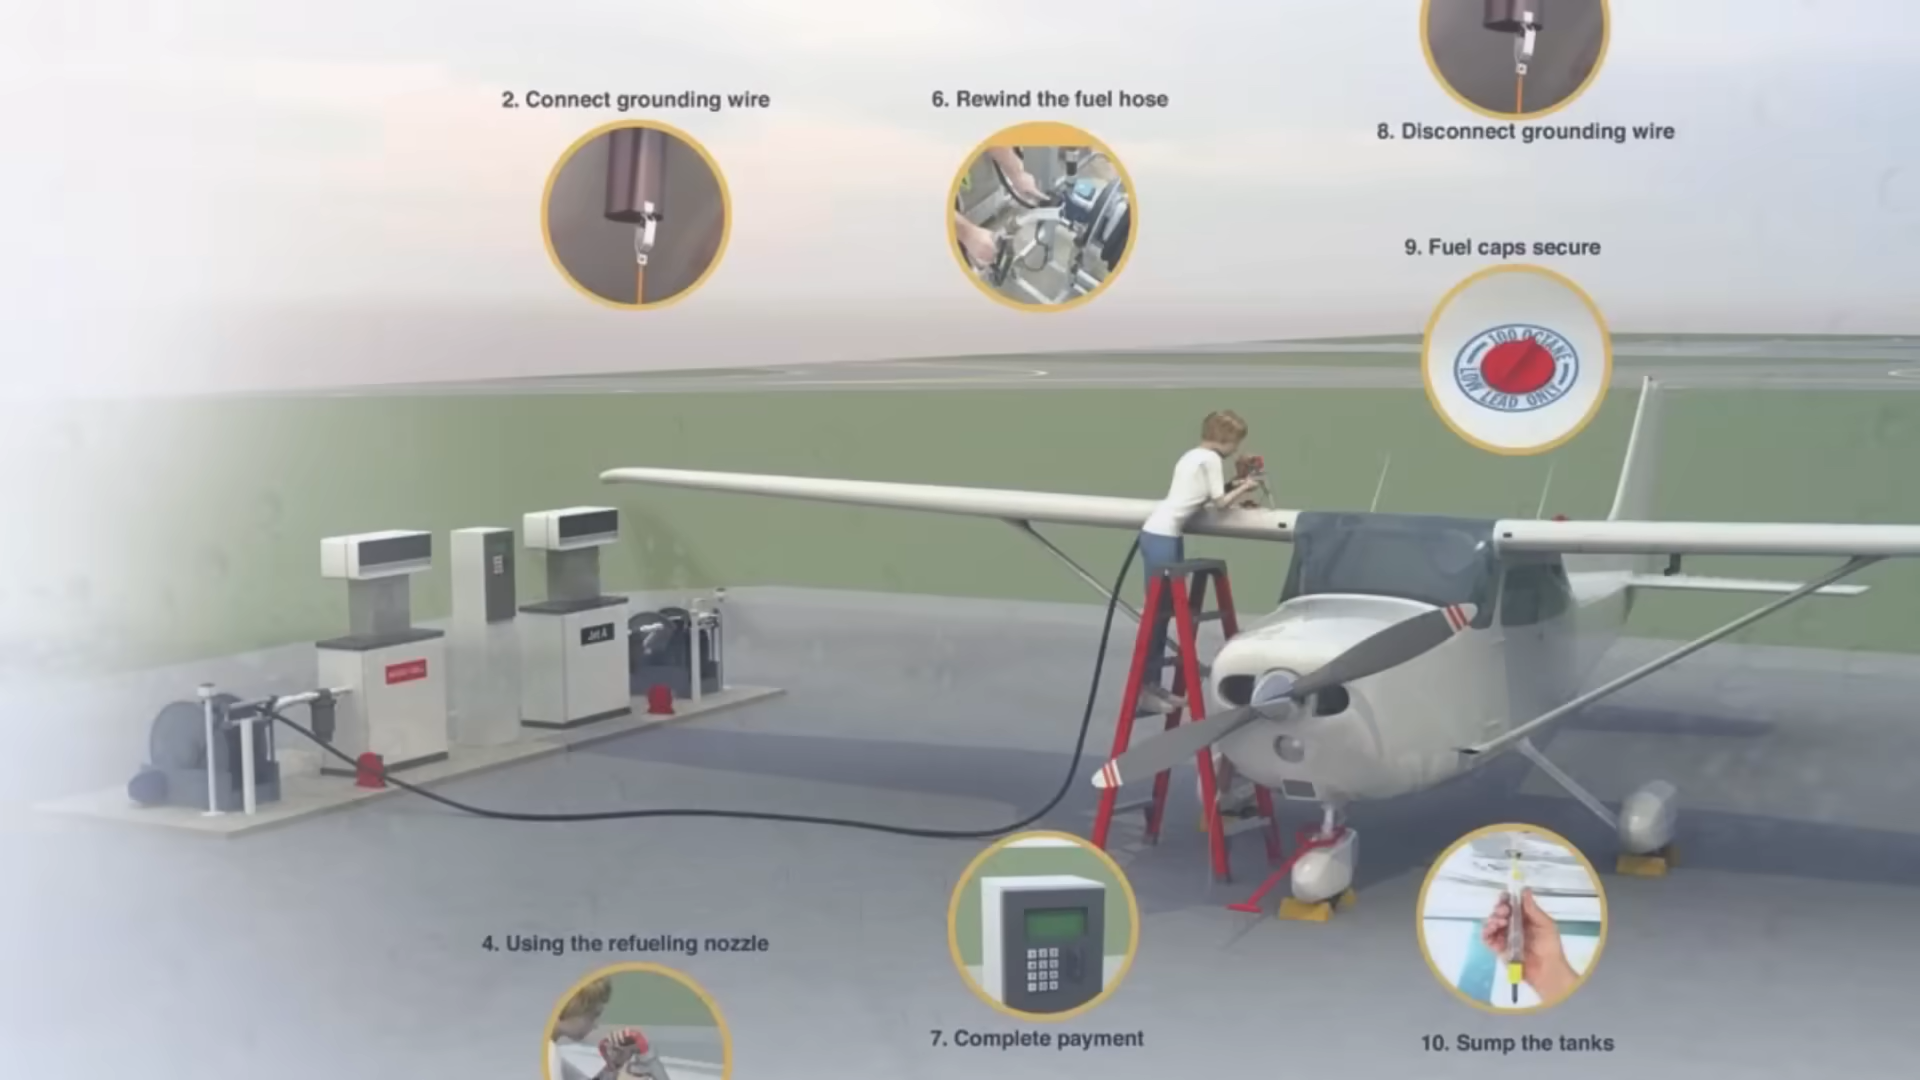 2. Connect grounding wire
6. Rewind the fuel hose
8. Disconnect grounding wire
9. Fuel caps secure
100 OCTANE
LOW LEAD ONLY
Jet A
4. Using the refueling nozzle
7. Complete payment
10. Sump the tanks